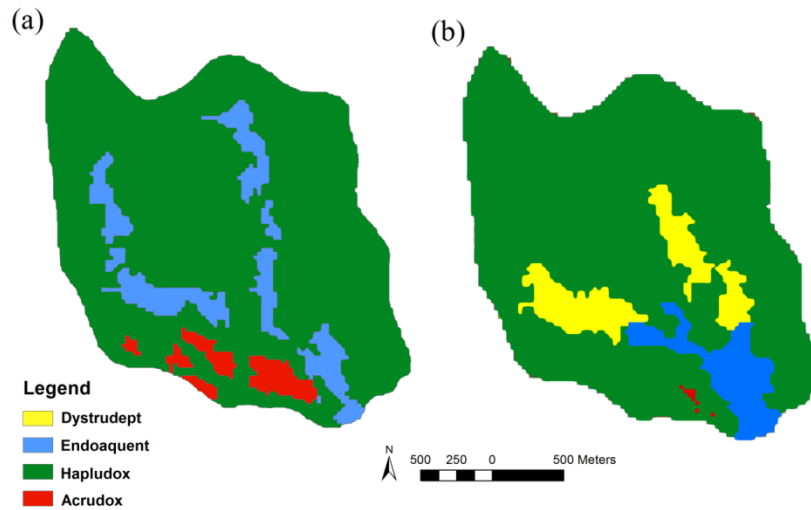 (a)
(b)
Legend
Dystrudept
Endoaquent
Hapludox
Acrudox
N
500 250 0 500 Meters